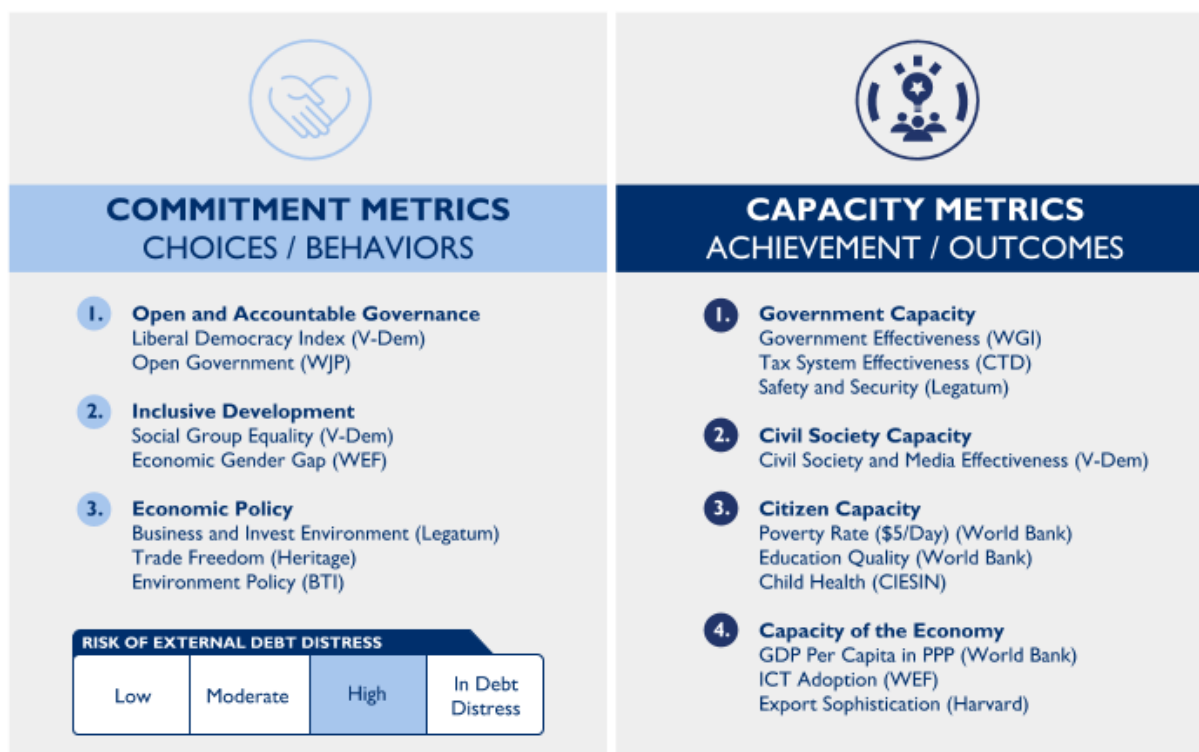 COMMITMENT METRICS
CHOICES / BEHAVIORS
1. Open and Accountable Governance
Liberal Democracy Index (V-Dem)
Open Government (WJP)
2. Inclusive Development
Social Group Equality (V-Dem)
Economic Gender Gap (WEF)
3. Economic Policy
Business and Invest Environment (Legatum)
Trade Freedom (Heritage)
Environment Policy (BTI)
RISK OF EXTERNAL DEBT DISTRESS
Low
Moderate
High
In Debt
Distress
CAPACITY METRICS
ACHIEVEMENT / OUTCOMES
1. Government Capacity
Government Effectiveness (WGI)
Tax System Effectiveness (CTD)
Safety and Security (Legatum)
2. Civil Society Capacity
Civil Society and Media Effectiveness (V-Dem)
3. Citizen Capacity
Poverty Rate ($5/Day) (World Bank)
Education Quality (World Bank)
Child Health (CIESIN)
4. Capacity of the Economy
GDP Per Capita in PPP (World Bank)
ICT Adoption (WEF)
Export Sophistication (Harvard)